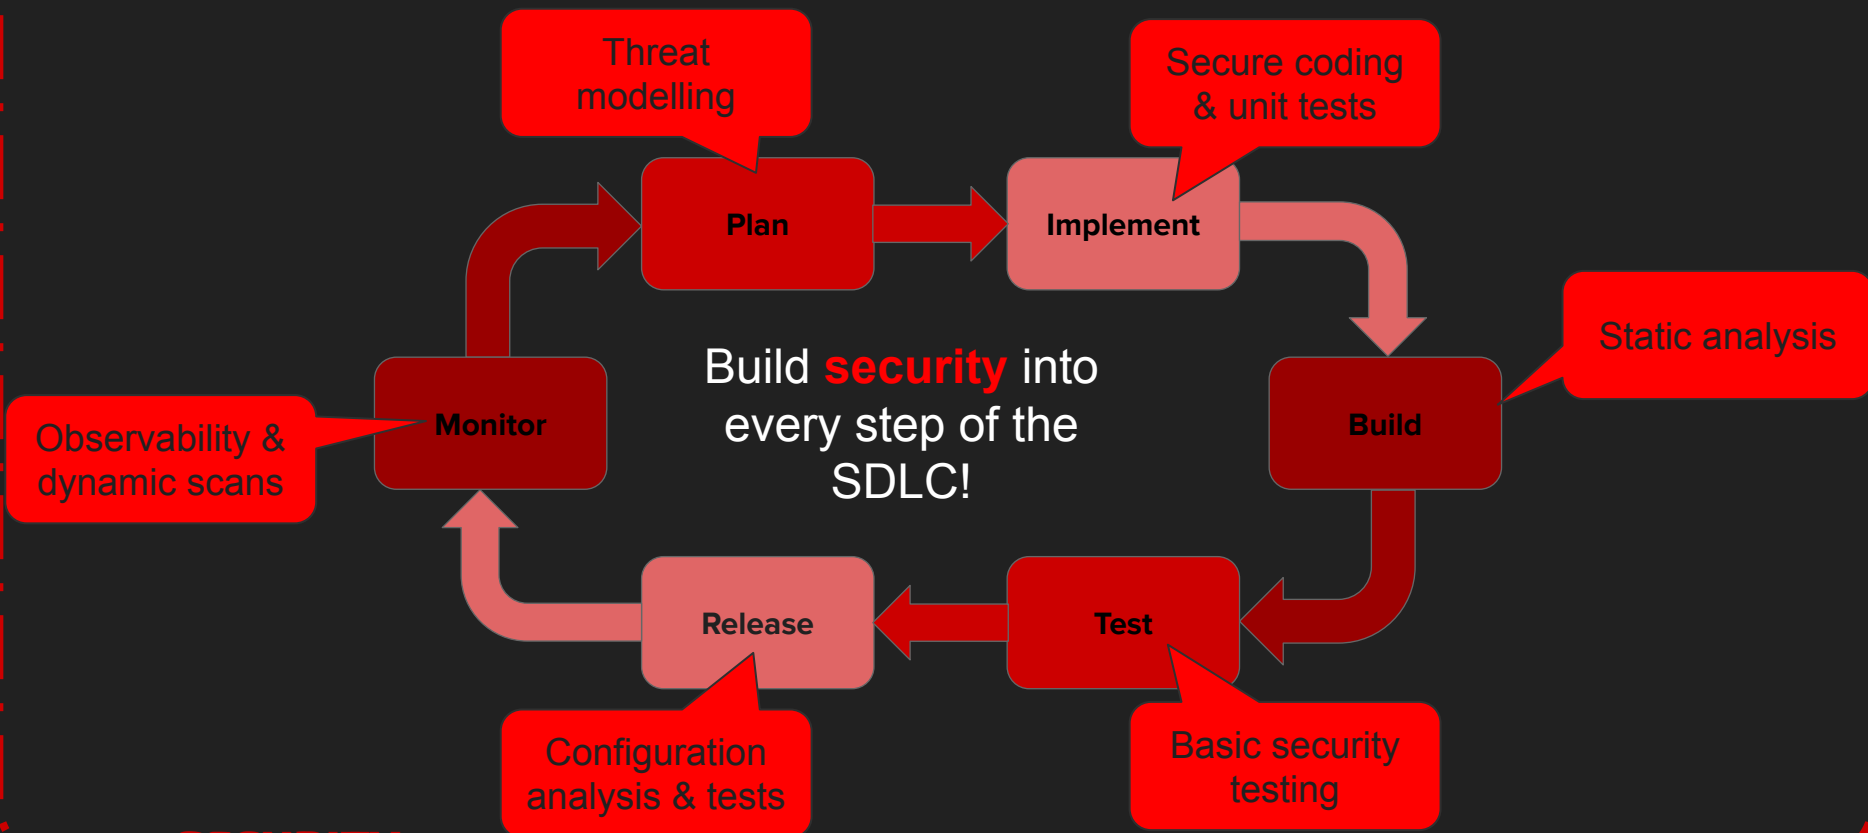 Threat
modelling
Secure coding
& unit tests
Plan
Implement
Static analysis
Build security into
every step of the
SDLC!
Observability &
dynamic scans
Monitor
Build
Release
Test
Configuration
analysis & tests
Basic security
testing